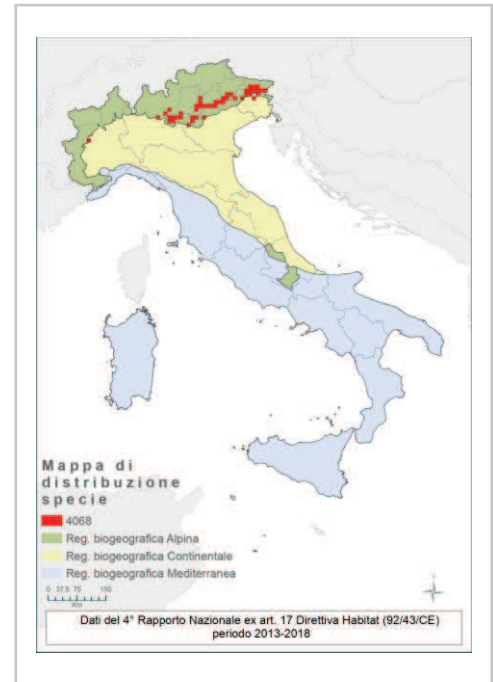 Mappa di
distribuzione
specie
4068
Reg. biogeografica Alpina
Reg. biogeografica Continentale
Reg. biogeografica Mediterranea
0 37,5 75 150
Km
Dati del 4° Rapporto Nazionale ex art. 17 Direttiva Habitat (92/43/CE)
periodo 2013-2018